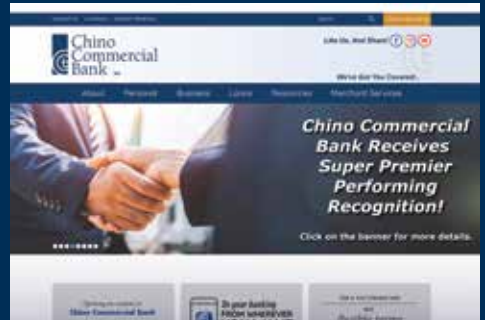 Like Us, And Share!
Chino
Commercial
Bank
We've Got You Covered.
About Personal Business Loans Resources Merchant Services
Chino Commercial
Bank Receives
Super Premier
Performing
Recognition!
Click on the banner for more details.
Chino Commercial Bank
Do your banking
FROM WHEREVER